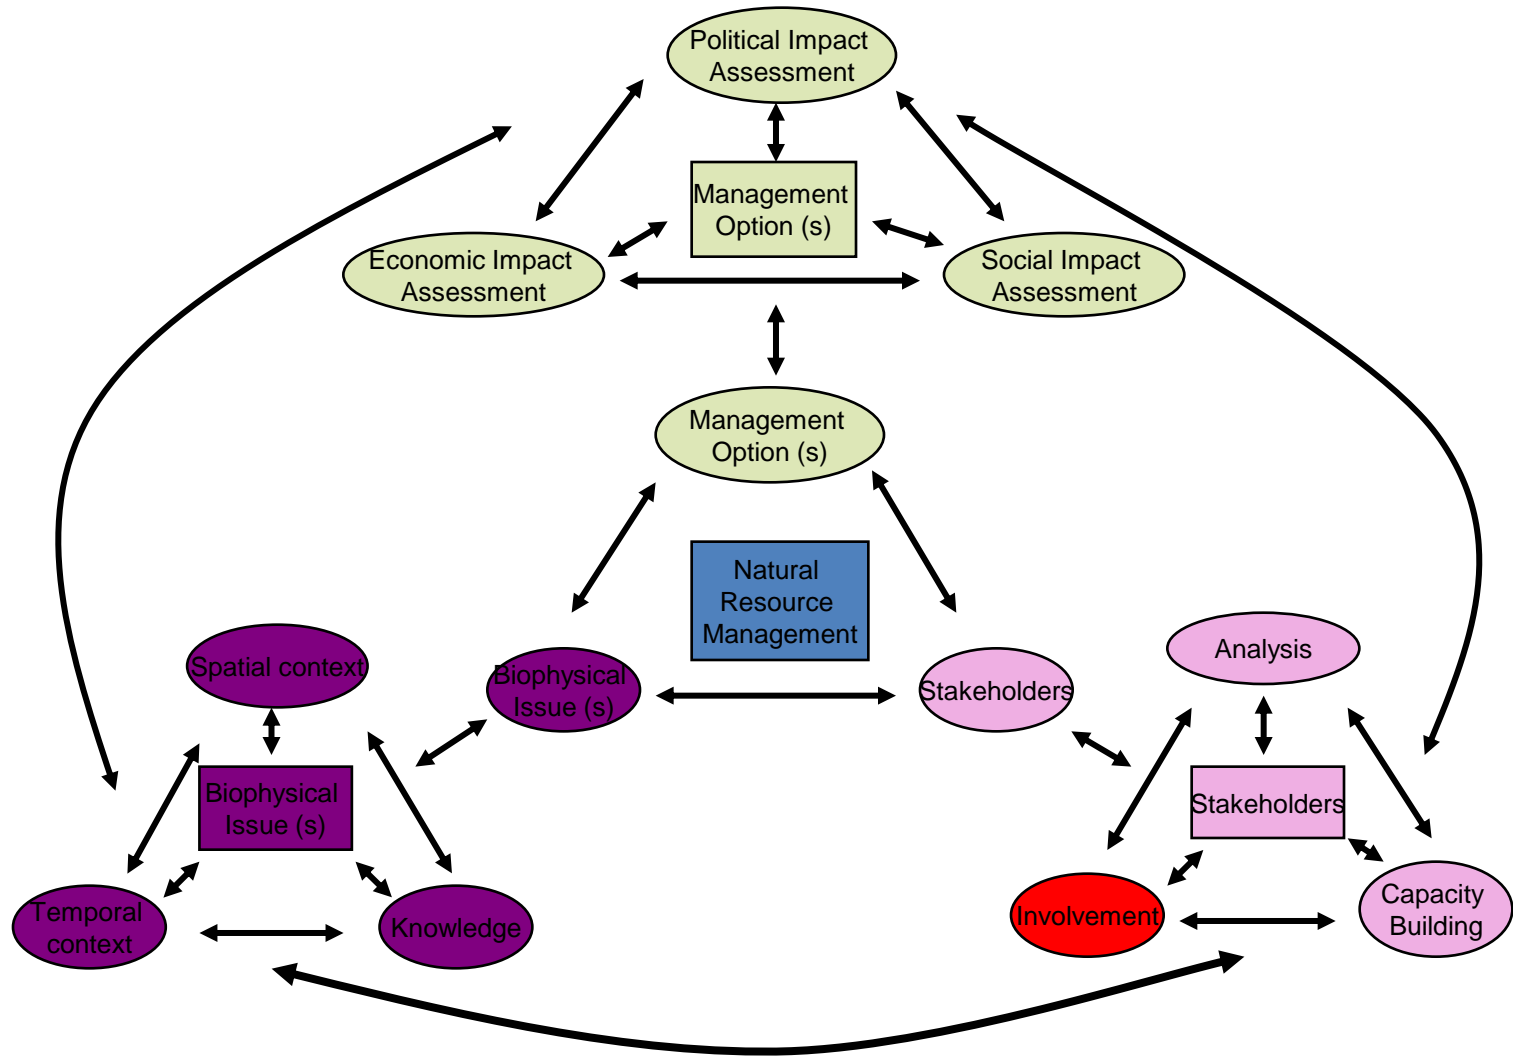 Political Impact
Assessment
Management
Option (s)
Economic Impact
Assessment
Social Impact
Assessment
Management
Option (s)
Natural
Resource
Management
Spatial context
Biophysical
Issue (s)
Stakeholders
Analysis
Biophysical
Issue (s)
Stakeholders
Temporal
context
Knowledge
Involvement
Capacity
Building